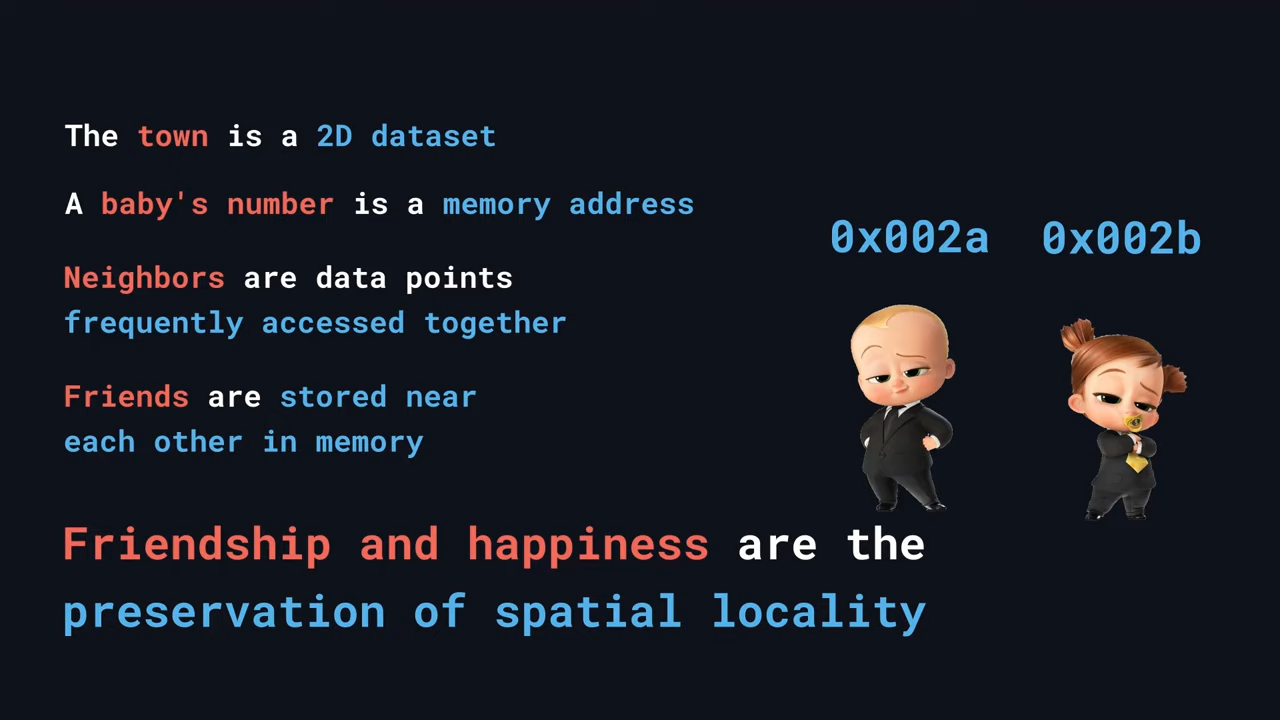 The town is a 2D dataset
A baby's number is a memory address
0x002a 0x002b
Neighbors are data points
frequently accessed together
Friends are stored near
each other in memory
Friendship and happiness are the
preservation of spatial locality